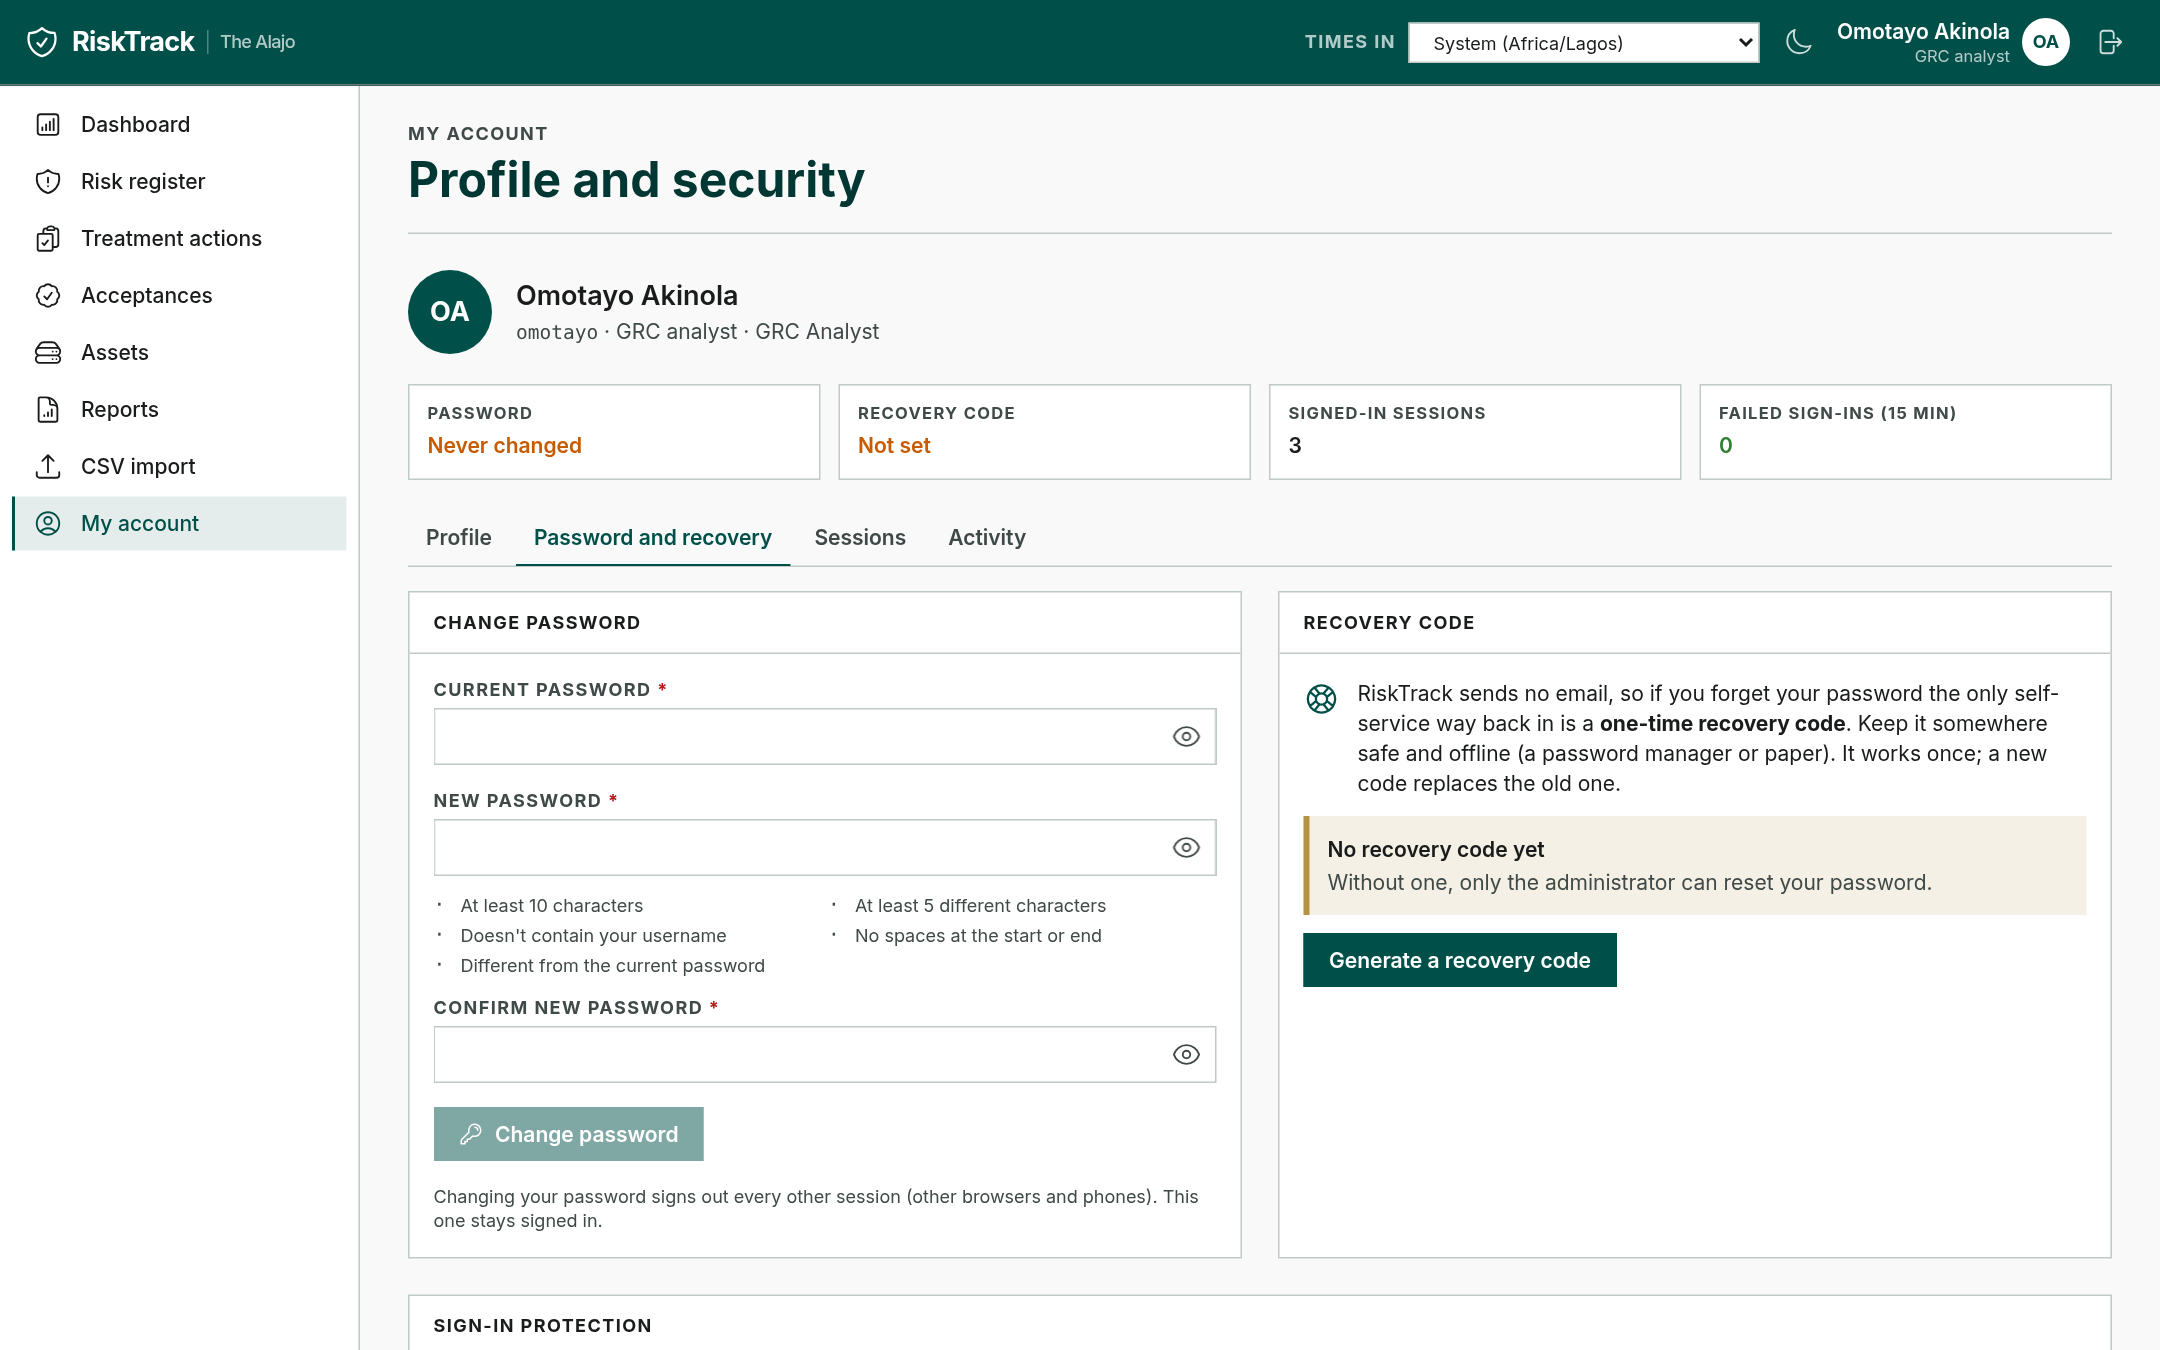 RiskTrack
The Alajo
TIMES IN
System (Africa/Lagos)
Omotayo Akinola
GRC analyst
OA
Dashboard
Risk register
Treatment actions
Acceptances
Assets
Reports
CSV import
My account
MY ACCOUNT
Profile and security
OA
Omotayo Akinola
omotayo · GRC analyst · GRC Analyst
PASSWORD
Never changed
RECOVERY CODE
Not set
SIGNED-IN SESSIONS
3
FAILED SIGN-INS (15 MIN)
0
Profile
Password and recovery
Sessions
Activity
CHANGE PASSWORD
CURRENT PASSWORD *
NEW PASSWORD *
· At least 10 characters
· At least 5 different characters
· Doesn't contain your username
· No spaces at the start or end
· Different from the current password
CONFIRM NEW PASSWORD *
Change password
Changing your password signs out every other session (other browsers and phones). This
one stays signed in.
RECOVERY CODE
RiskTrack sends no email, so if you forget your password the only self-
service way back in is a one-time recovery code. Keep it somewhere
safe and offline (a password manager or paper). It works once; a new
code replaces the old one.
No recovery code yet
Without one, only the administrator can reset your password.
Generate a recovery code
SIGN-IN PROTECTION